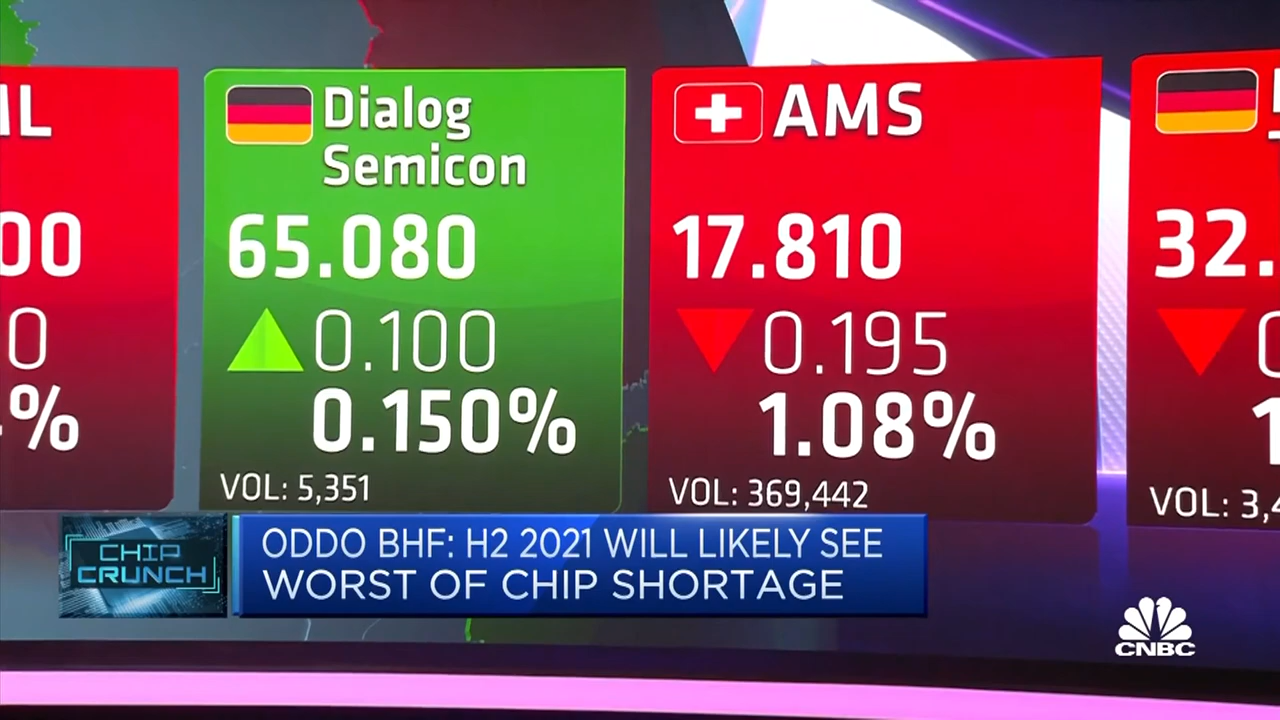 Dialog
Semicon
65.080
0.100
0.150%
VOL: 5,351
AMS
17.810
0.195
1.08%
VOL: 369,442
32.
CHIP
CRUNCH
ODDO BHF: H2 2021 WILL LIKELY SEE
WORST OF CHIP SHORTAGE
CNBC